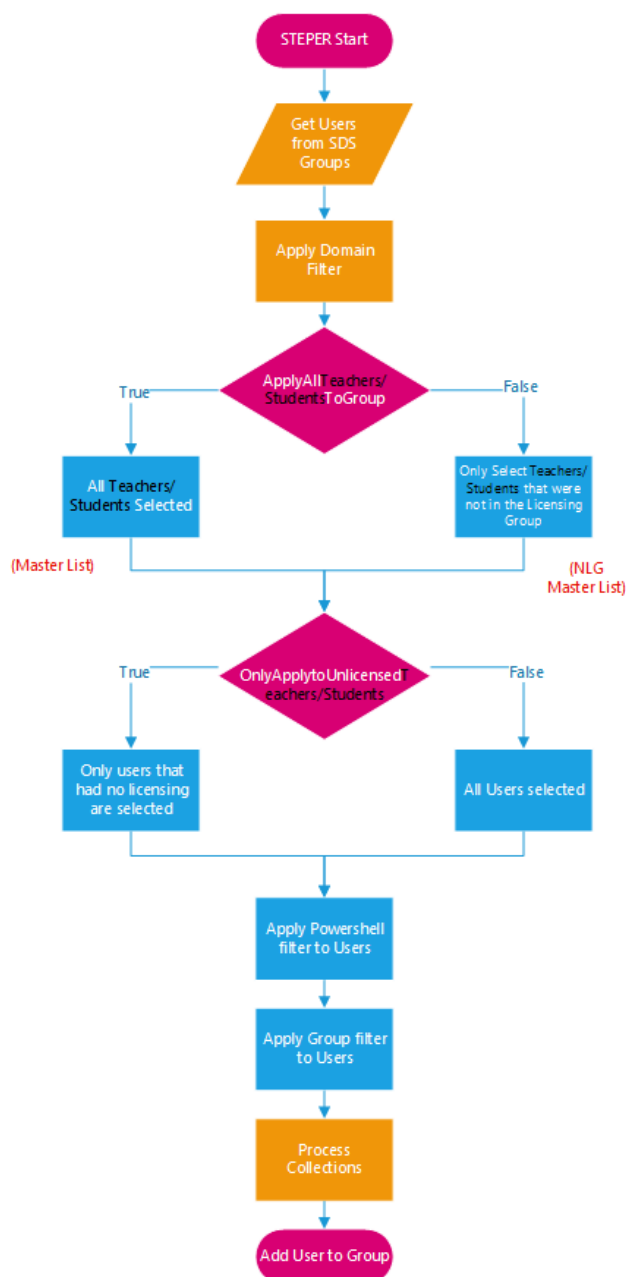 STEPER Start
Get Users
from SDS
Groups
Apply Domain
Filter
ApplyAllTeachers/
StudentsToGroup
True
False
All Teachers/
Students Selected
Only Select Teachers/
Students that were
not in the Licensing
Group
(Master List)
(NLG
Master List)
OnlyApplytoUnlicensedT
eachers/Students
True
False
Only users that
had no licensing
are selected
All Users selected
Apply Powershell
filter to Users
Apply Group filter
to Users
Process
Collections
Add User to Group